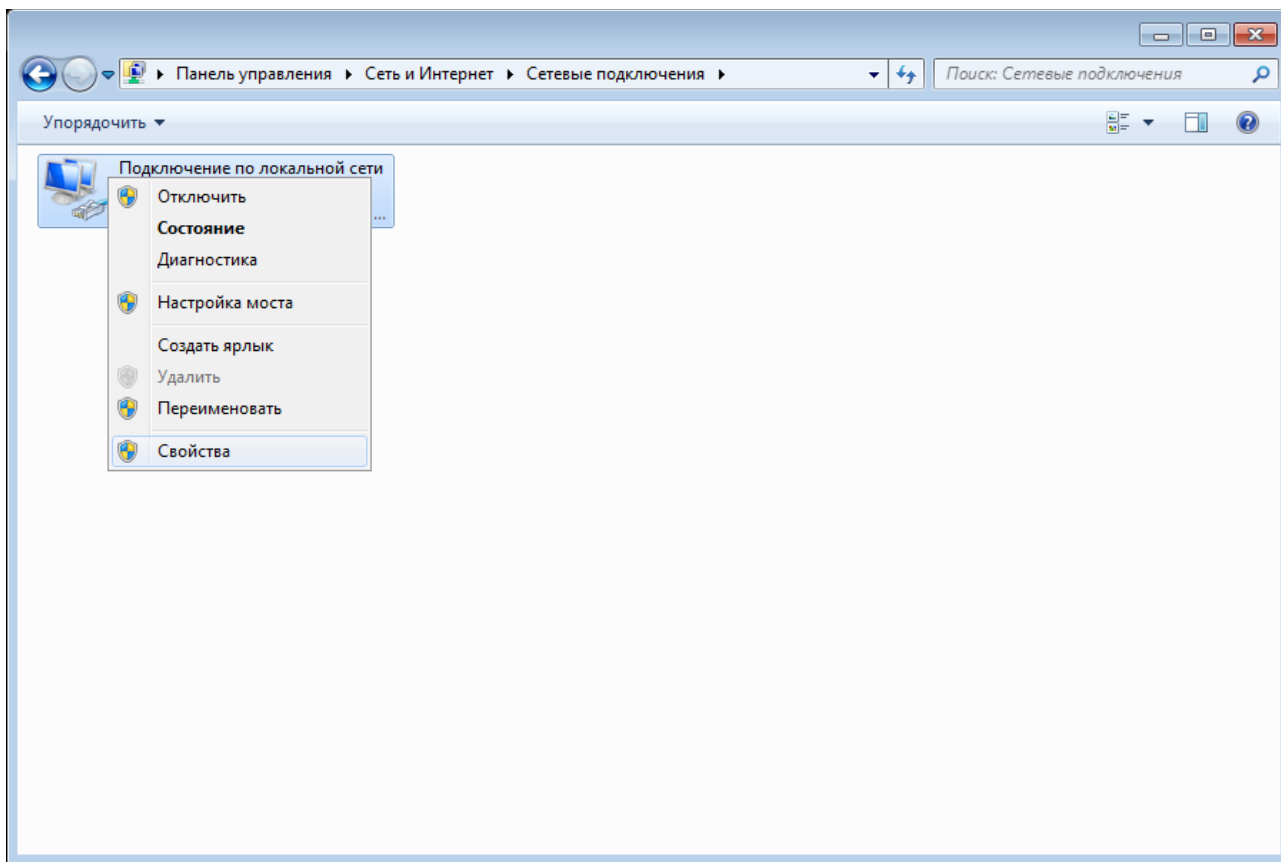 Панель управления Сеть и Интернет Сетевые подключения
Поиск: Сетевые подключения
Упорядочить
Подключение по локальной сети
...
Отключить
Состояние
Диагностика
Настройка моста
Создать ярлык
Удалить
Переименовать
Свойства